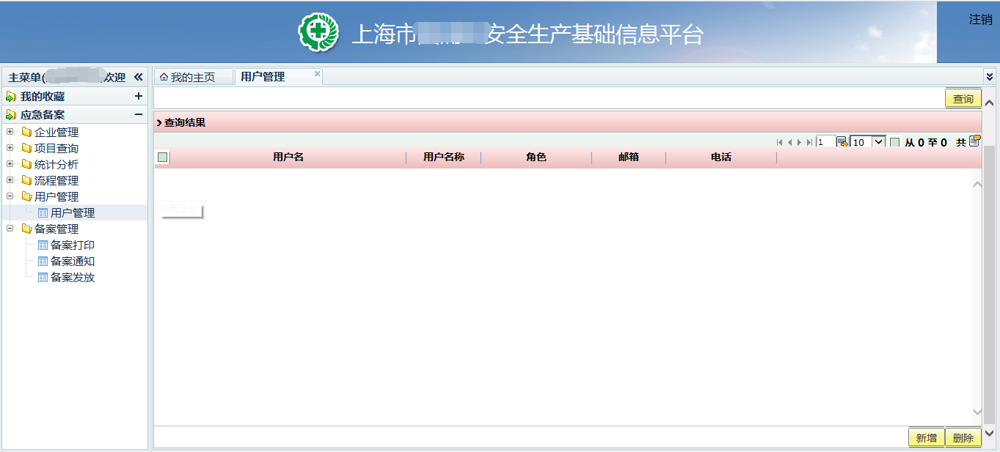 上海市 安全生产基础信息平台
注销
主菜单( 欢迎
我的收藏
应急备案
企业管理
项目查询
统计分析
流程管理
用户管理
用户管理
备案管理
备案打印
备案通知
备案发放
我的主页 用户管理
查询
查询结果
1 10 从 0 至 0 共
用户名 用户名称 角色 邮箱 电话
注册企业
新增 删除